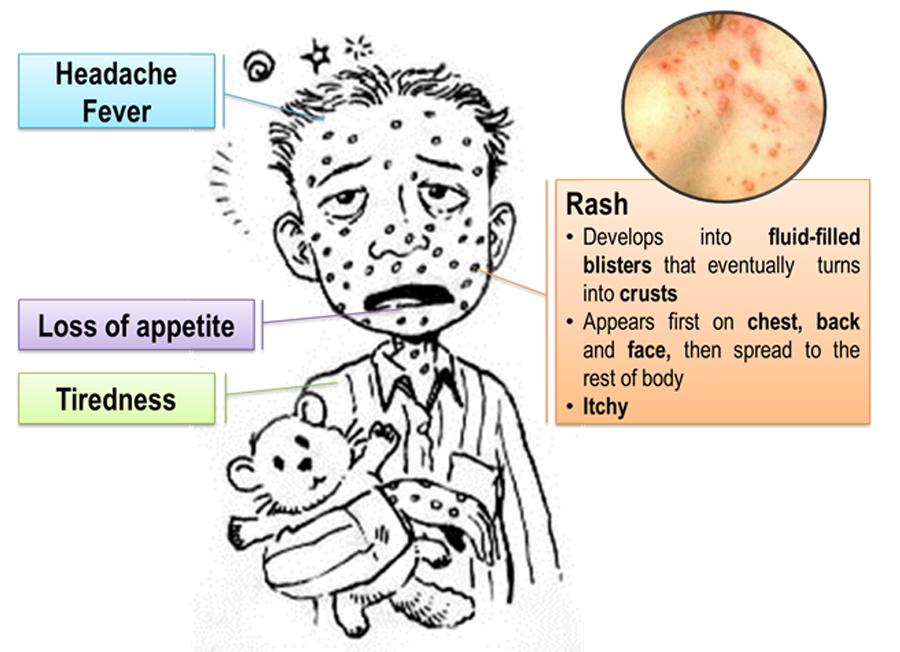 Headache
Fever
Loss of appetite
Tiredness
Rash
• Develops into fluid-filled
blisters that eventually turns
into crusts
• Appears first on chest, back
and face, then spread to the
rest of body
• Itchy